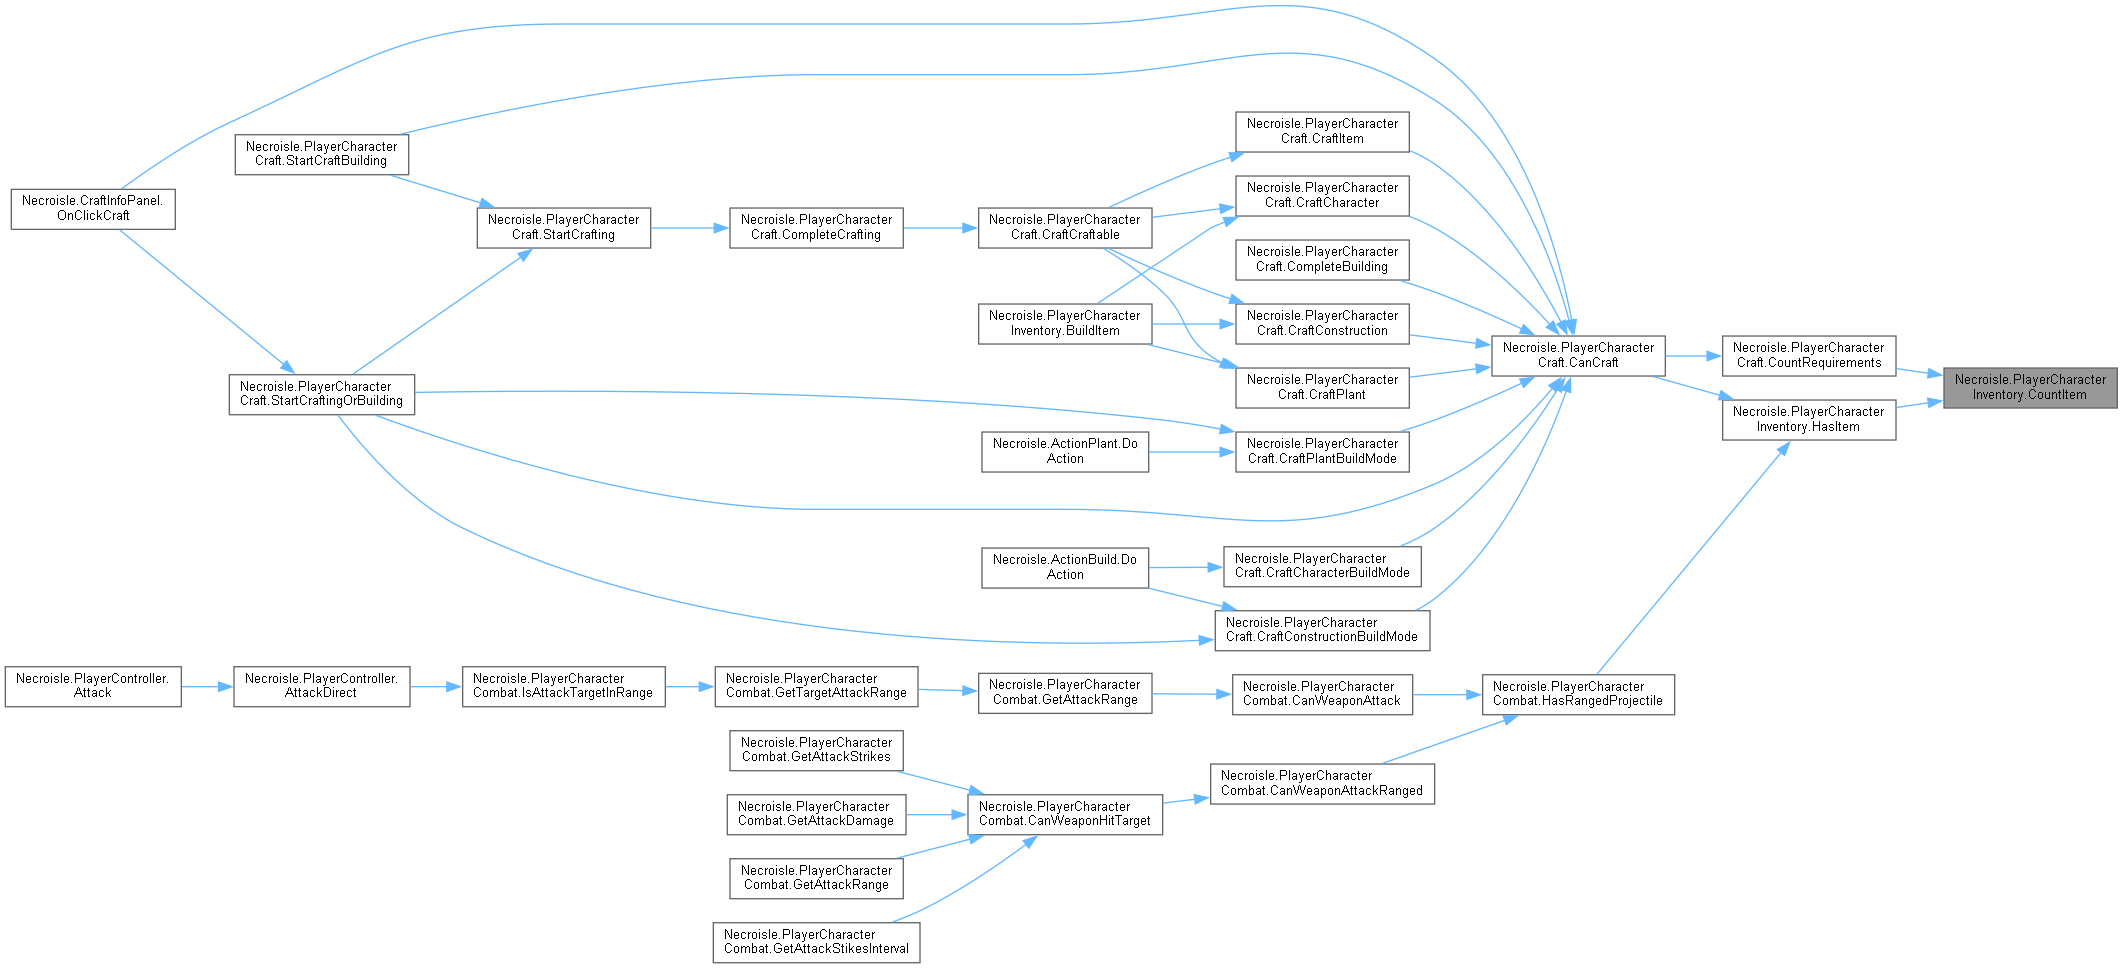 Necroisle.PlayerCharacter
Craft.CraftItem
Necroisle.PlayerCharacter
Craft.StartCraftBuilding
Necroisle.PlayerCharacter
Craft.CraftCharacter
Necroisle.CraftInfoPanel.
OnClickCraft
Necroisle.PlayerCharacter
Craft.StartCrafting
Necroisle.PlayerCharacter
Craft.CompleteCrafting
Necroisle.PlayerCharacter
Craft.CraftCraftable
Necroisle.PlayerCharacter
Craft.CompleteBuilding
Necroisle.PlayerCharacter
Inventory.BuildItem
Necroisle.PlayerCharacter
Craft.CraftConstruction
Necroisle.PlayerCharacter
Craft.CanCraft
Necroisle.PlayerCharacter
Craft.CountRequirements
Necroisle.PlayerCharacter
Craft.StartCraftingOrBuilding
Necroisle.PlayerCharacter
Craft.CraftPlant
Necroisle.PlayerCharacter
Inventory.CountItem
Necroisle.PlayerCharacter
Inventory.HasItem
Necroisle.ActionPlant.Do
Action
Necroisle.PlayerCharacter
Craft.CraftPlantBuildMode
Necroisle.ActionBuild.Do
Action
Necroisle.PlayerCharacter
Craft.CraftCharacterBuildMode
Necroisle.PlayerCharacter
Craft.CraftConstructionBuildMode
Necroisle.PlayerController.
Attack
Necroisle.PlayerController.
AttackDirect
Necroisle.PlayerCharacter
Combat.IsAttackTargetInRange
Necroisle.PlayerCharacter
Combat.GetTargetAttackRange
Necroisle.PlayerCharacter
Combat.GetAttackRange
Necroisle.PlayerCharacter
Combat.CanWeaponAttack
Necroisle.PlayerCharacter
Combat.HasRangedProjectile
Necroisle.PlayerCharacter
Combat.GetAttackStrikes
Necroisle.PlayerCharacter
Combat.CanWeaponAttackRanged
Necroisle.PlayerCharacter
Combat.GetAttackDamage
Necroisle.PlayerCharacter
Combat.CanWeaponHitTarget
Necroisle.PlayerCharacter
Combat.GetAttackRange
Necroisle.PlayerCharacter
Combat.GetAttackStikesInterval